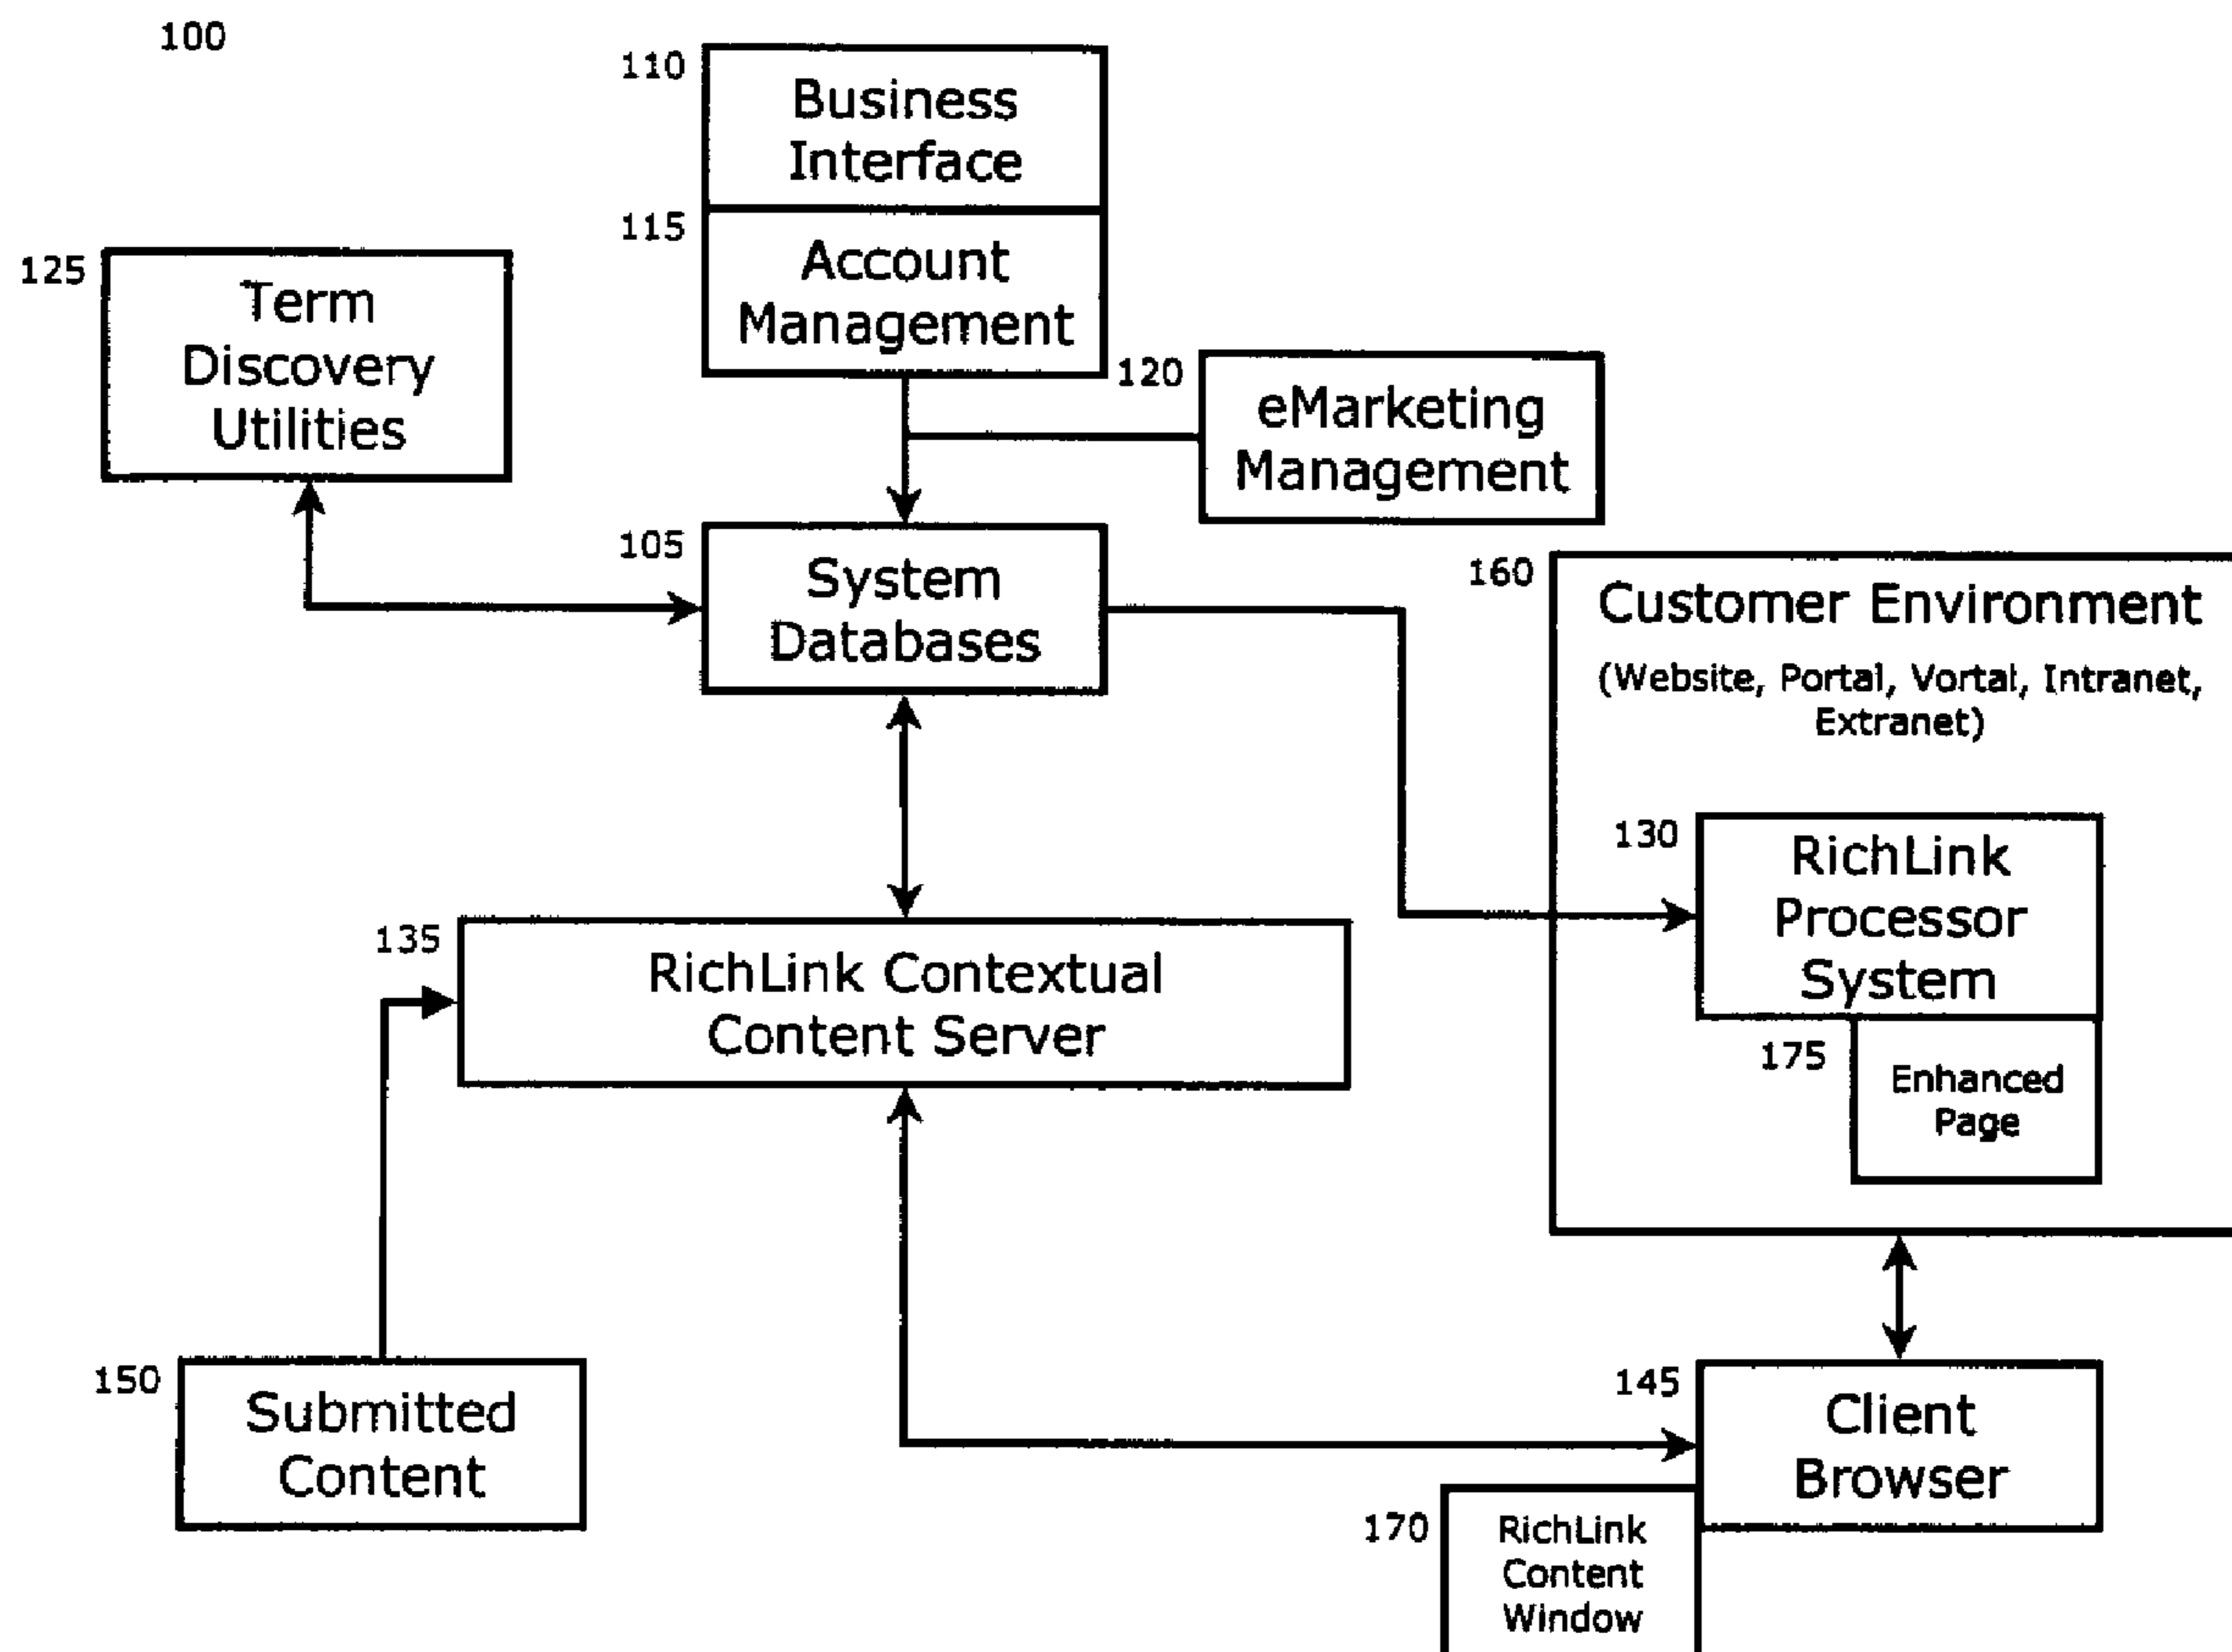 100
110
Business
Interface
115
Account
Management
125
Term
Discovery
Utilities
120
eMarketing
Management
105
System
Databases
160
Customer Environment
(Website, Portal, Vortal, Intranet,
Extranet)
130
RichLink
Processor
System
175
Enhanced
Page
135
RichLink Contextual
Content Server
150
Submitted
Content
145
Client
Browser
170
RichLink
Content
Window